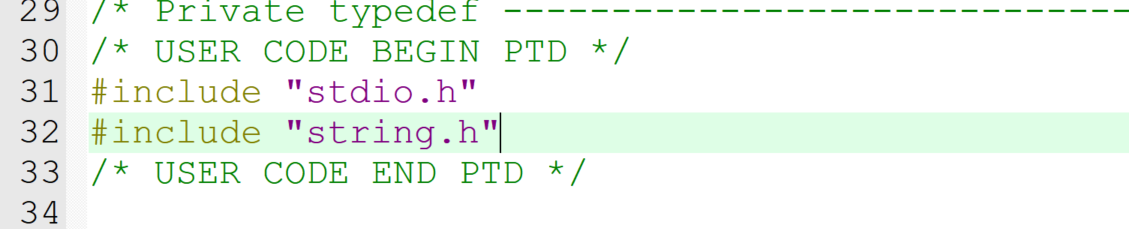 29 /* Private typedef -----------------------------
30 /* USER CODE BEGIN PTD */
31 #include "stdio.h"
32 #include "string.h"
33 /* USER CODE END PTD */
34